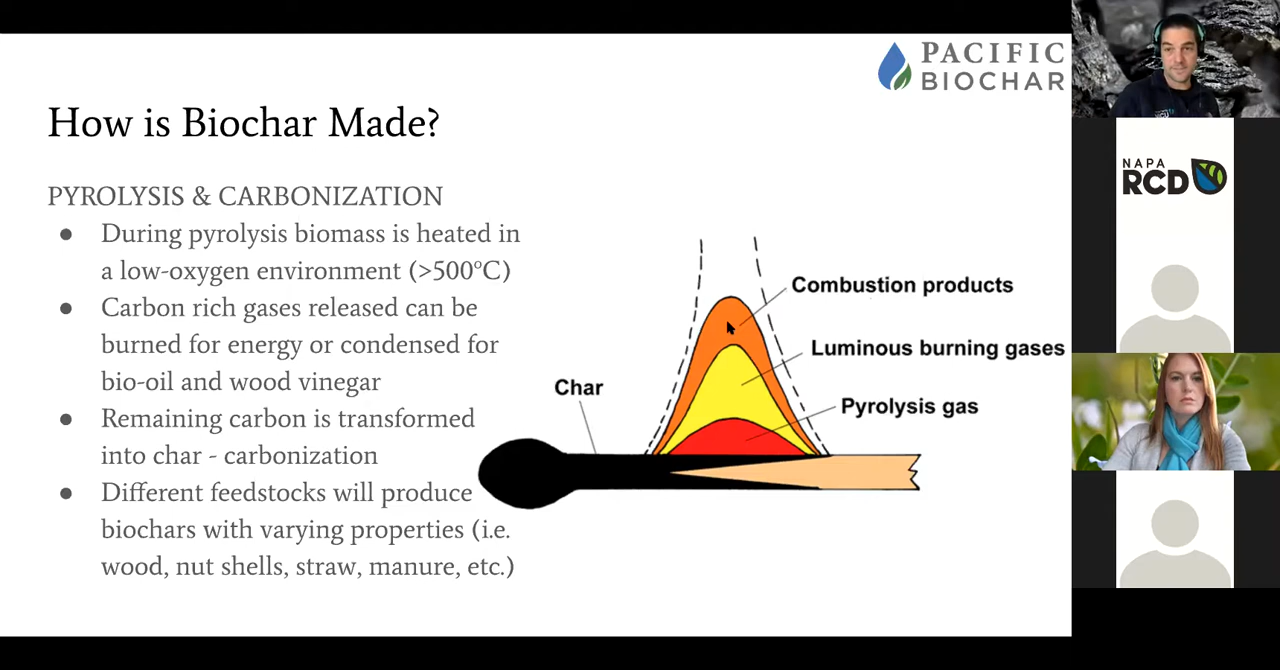 PACIFIC
BIOCHAR
How is Biochar Made?
PYROLYSIS & CARBONIZATION
● During pyrolysis biomass is heated in
a low-oxygen environment (>500°C)
● Carbon rich gases released can be
burned for energy or condensed for
bio-oil and wood vinegar
● Remaining carbon is transformed
into char - carbonization
● Different feedstocks will produce
biochars with varying properties (i.e.
wood, nut shells, straw, manure, etc.)
Combustion products
Luminous burning gases
Char
Pyrolysis gas
NAPA
RCD